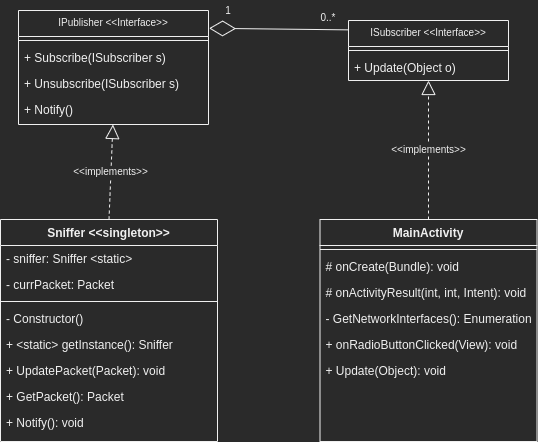 IPublisher <<Interface>>
+ Subscribe(ISubscriber s)
+ Unsubscribe(ISubscriber s)
+ Notify()
1
0..*
ISubscriber <<Interface>>
+ Update(Object o)
<<implements>>
<<implements>>
Sniffer <<singleton>>
- sniffer: Sniffer <static>
- currPacket: Packet
- Constructor()
+ <static> getInstance(): Sniffer
+ UpdatePacket(Packet): void
+ GetPacket(): Packet
+ Notify(): void
MainActivity
# onCreate(Bundle): void
# onActivityResult(int, int, Intent): void
- GetNetworkInterfaces(): Enumeration
+ onRadioButtonClicked(View): void
+ Update(Object): void